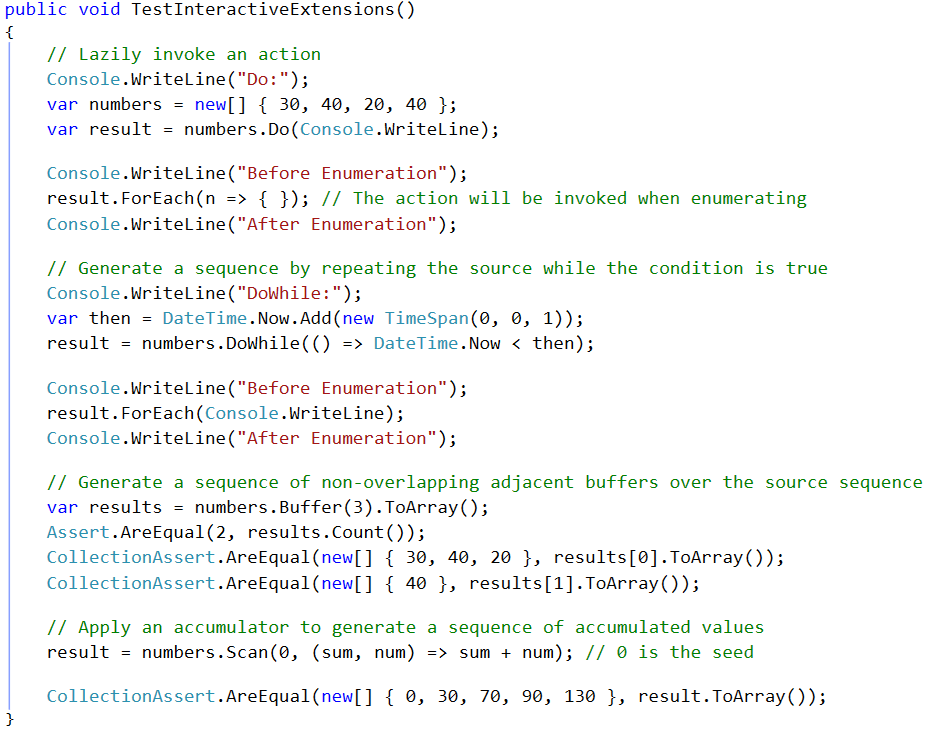 public void TestInteractiveExtensions()
{
    // Lazily invoke an action
    Console.WriteLine("Do:");
    var numbers = new[] { 30, 40, 20, 40 };
    var result = numbers.Do(Console.WriteLine);

    Console.WriteLine("Before Enumeration");
    result.ForEach(n => { }); // The action will be invoked when enumerating
    Console.WriteLine("After Enumeration");

    // Generate a sequence by repeating the source while the condition is true
    Console.WriteLine("DoWhile:");
    var then = DateTime.Now.Add(new TimeSpan(0, 0, 1));
    result = numbers.DoWhile(() => DateTime.Now < then);

    Console.WriteLine("Before Enumeration");
    result.ForEach(Console.WriteLine);
    Console.WriteLine("After Enumeration");

    // Generate a sequence of non-overlapping adjacent buffers over the source sequence
    var results = numbers.Buffer(3).ToArray();
    Assert.AreEqual(2, results.Count());
    CollectionAssert.AreEqual(new[] { 30, 40, 20 }, results[0].ToArray());
    CollectionAssert.AreEqual(new[] { 40 }, results[1].ToArray());

    // Apply an accumulator to generate a sequence of accumulated values
    result = numbers.Scan(0, (sum, num) => sum + num); // 0 is the seed

    CollectionAssert.AreEqual(new[] { 0, 30, 70, 90, 130 }, result.ToArray());
}